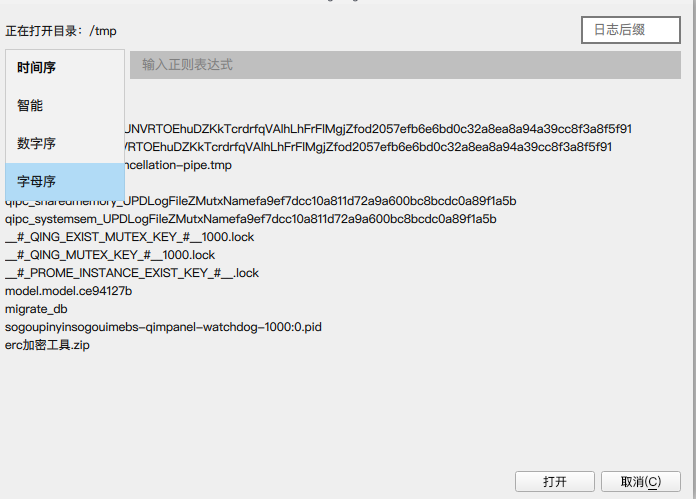 正在打开目录：/tmp
日志后缀
时间序
输入正则表达式
智能
UNVRTOEhuDZKkTcrdrfqVAlhLhFrFlMgjZfod2057efb6e6bd0c32a8ea8a94a39cc8f3a8f5f91
数字序
VRTOEhuDZKkTcrdrfqVAlhLhFrFlMgjZfod2057efb6e6bd0c32a8ea8a94a39cc8f3a8f5f91
ncellation-pipe.tmp
字母序
qipc_sharedmemory_UPDLogFileZMutxNamefa9ef7dcc10a811d72a9a600bc8bcdc0a89f1a5b
qipc_systemsem_UPDLogFileZMutxNamefa9ef7dcc10a811d72a9a600bc8bcdc0a89f1a5b
__#_QING_EXIST_MUTEX_KEY_#__1000.lock
__#_QING_MUTEX_KEY_#__1000.lock
__#_PROME_INSTANCE_EXIST_KEY_#__.lock
model.model.ce94127b
migrate_db
sogoupinyinsogouimebs-qimpanel-watchdog-1000:0.pid
erc加密工具.zip
打开
取消(C)